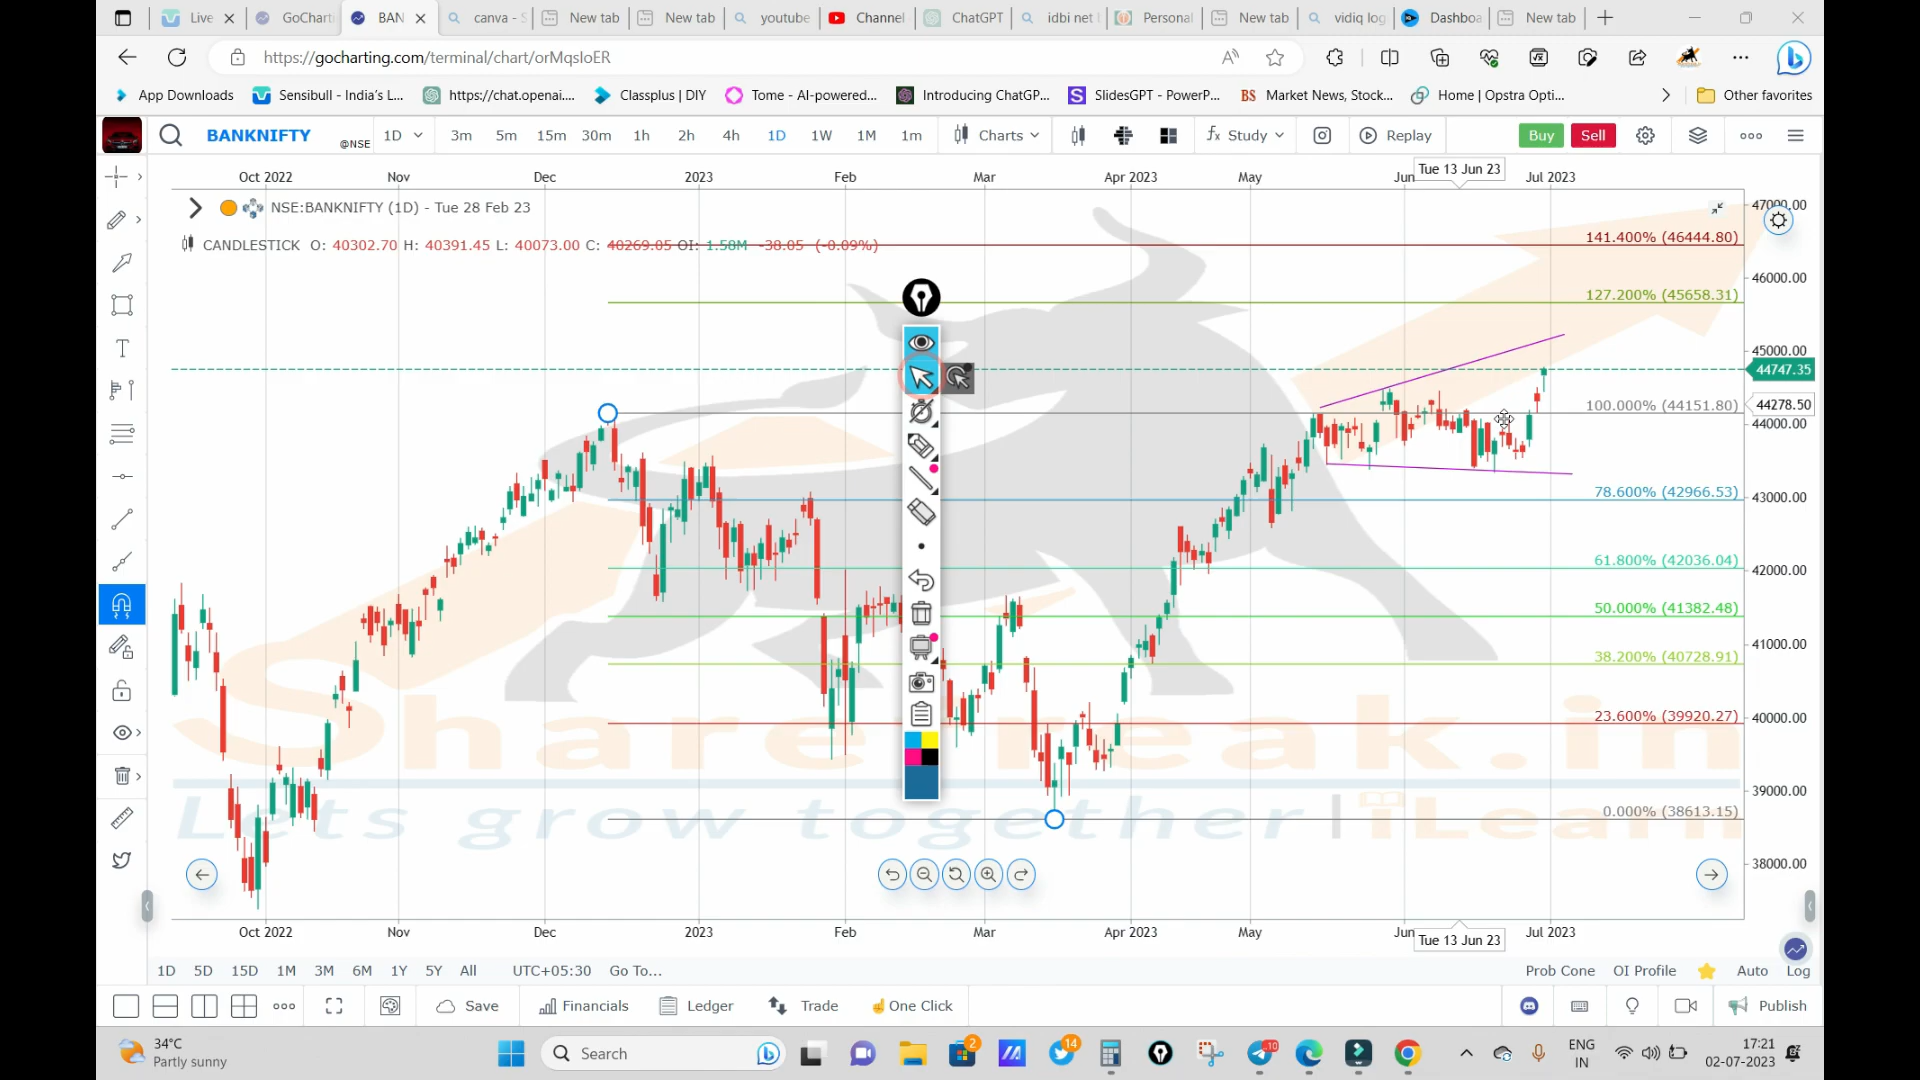 Live
GoCharti
BAN
canva - S
New tab
New tab
youtube
Channel
ChatGPT
idbi net b
Personal
New tab
vidiq log
Dashboa
New tab
https://gocharting.com/terminal/chart/orMqsIoER
App Downloads
Sensibull - India's L...
https://chat.openai....
Classplus | DIY
Tome - AI-powered...
Introducing ChatGP...
SlidesGPT - PowerP...
BS Market News, Stock...
Home | Opstra Opti...
Other favorites
BANKNIFTY @NSE
1D 3m 5m 15m 30m 1h 2h 4h 1D 1W 1M 1m
Charts
fx Study
Replay
Buy
Sell
Oct 2022 Nov Dec 2023 Feb Mar Apr 2023 May Jun Tue 13 Jun 23 Jul 2023
NSE:BANKNIFTY (1D) - Tue 28 Feb 23
47000.00
141.400% (46444.80)
CANDLESTICK O: 40302.70 H: 40391.45 L: 40073.00 C: 40269.05 OI: 1.58M -38.05 (-0.09%)
46000.00
127.200% (45658.31)
45000.00
44747.35
100.000% (44151.80)
44278.50
44000.00
78.600% (42966.53)
43000.00
61.800% (42036.04)
42000.00
50.000% (41382.48)
41000.00
38.200% (40728.91)
23.600% (39920.27)
40000.00
39000.00
0.000% (38613.15)
38000.00
Lets grow together | iLearn
Oct 2022 Nov Dec 2023 Feb Mar Apr 2023 May Jun Tue 13 Jun 23 Jul 2023
1D 5D 15D 1M 3M 6M 1Y 5Y All UTC+05:30 Go To...
Prob Cone OI Profile Auto Log
Save
Financials
Ledger
Trade
One Click
Publish
34°C
Partly sunny
Search
2
14
10
ENG
IN
17:21
02-07-2023